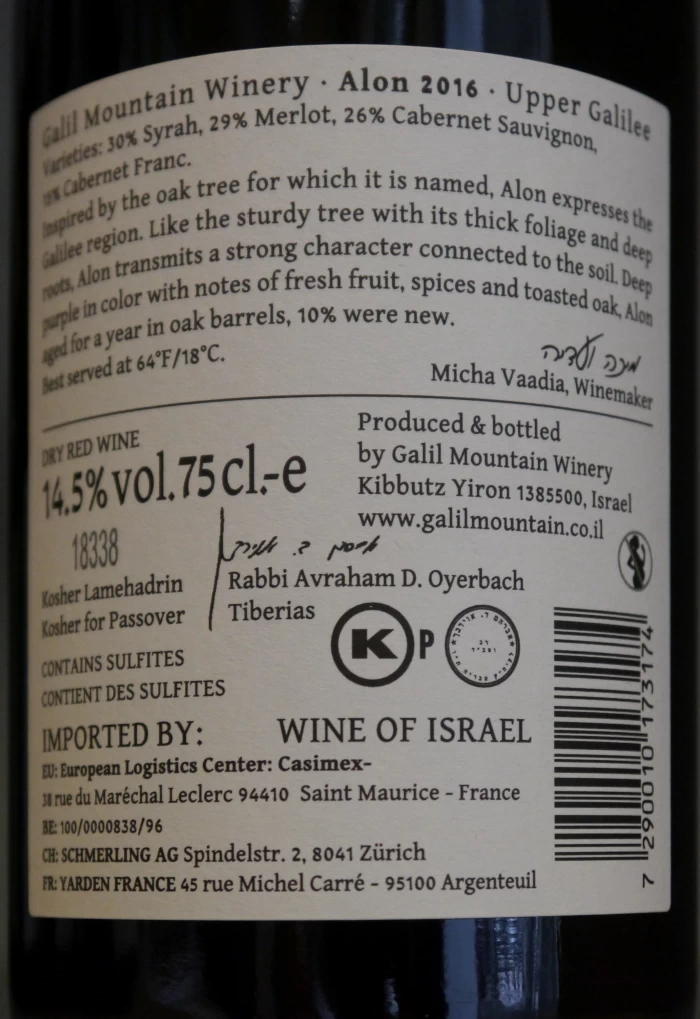 Galil Mountain Winery · Alon 2016 · Upper Galilee
Varieties: 30% Syrah, 29% Merlot, 26% Cabernet Sauvignon,
Cabernet Franc.
Inspired by the oak tree for which it is named, Alon expresses the
Galilee region. Like the sturdy tree with its thick foliage and deep
roots, Alon transmits a strong character connected to the soil. Deep
purple in color with notes of fresh fruit, spices and toasted oak, Alon
aged for a year in oak barrels, 10% were new.
Best served at 64°F/18°C.
מיכה ועדיה
Micha Vaadia, Winemaker
DRY RED WINE
14.5% vol. 75 cl.-e
18338
Kosher Lamehadrin
Kosher for Passover
CONTAINS SULFITES
CONTIENT DES SULFITES
Produced & bottled
by Galil Mountain Winery
Kibbutz Yiron 1385500, Israel
www.galilmountain.co.il
Rabbi Avraham D. Oyerbach
Tiberias
K P
IMPORTED BY: WINE OF ISRAEL
EU: European Logistics Center: Casimex-
38 rue du Maréchal Leclerc 94410 Saint Maurice - France
BE: 100/0000838/96
CH: SCHMERLING AG Spindelstr. 2, 8041 Zürich
FR: YARDEN FRANCE 45 rue Michel Carré - 95100 Argenteuil
7 290010 173174